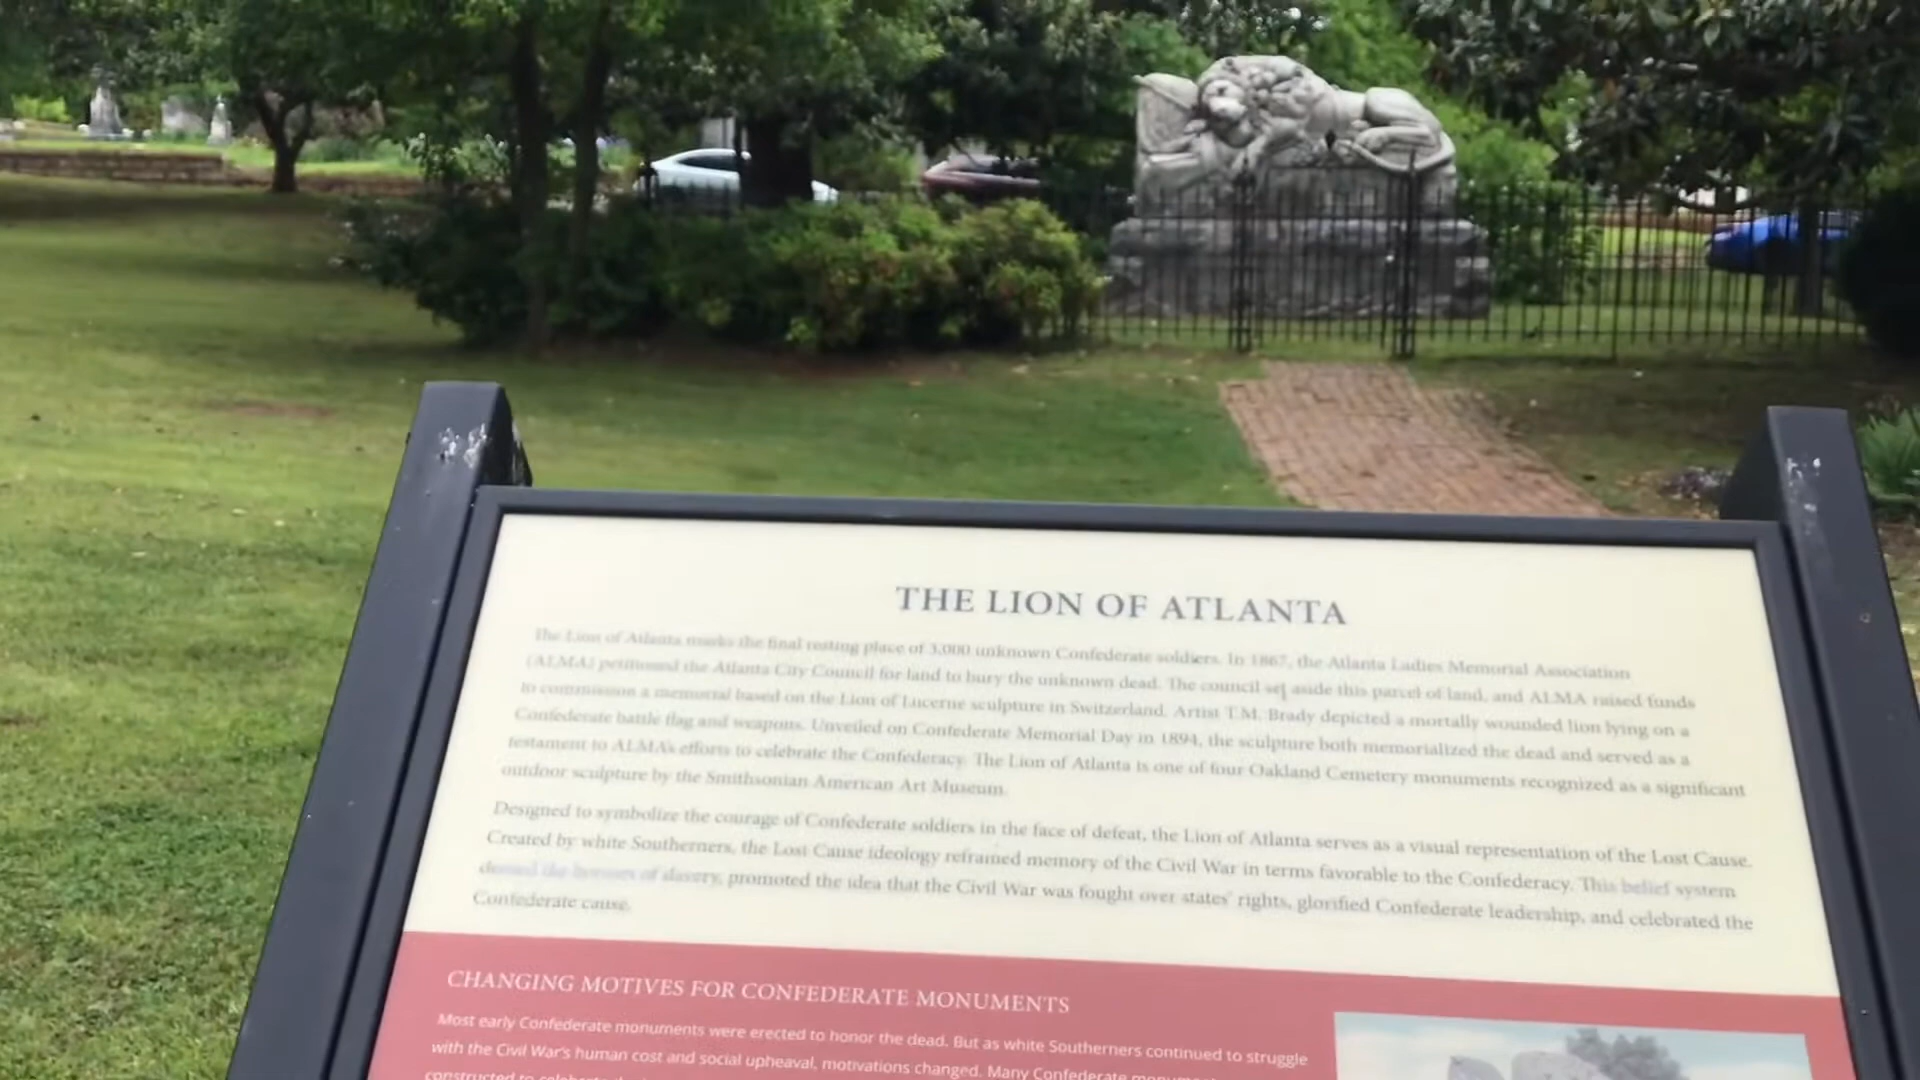 THE LION OF ATLANTA
The Lion of Atlanta marks the final resting place of 3,000 unknown Confederate soldiers. In 1867, the Atlanta Ladies Memorial Association
(ALMA) petitioned the Atlanta City Council for land to bury the unknown dead. The council set aside this parcel of land, and ALMA raised funds
to commission a memorial based on the Lion of Lucerne sculpture in Switzerland. Artist T.M. Brady depicted a mortally wounded lion lying on a
Confederate battle flag and weapons. Unveiled on Confederate Memorial Day in 1894, the sculpture both memorialized the dead and served as a
testament to ALMA's efforts to celebrate the Confederacy. The Lion of Atlanta is one of four Oakland Cemetery monuments recognized as a significant
outdoor sculpture by the Smithsonian American Art Museum.
Designed to symbolize the courage of Confederate soldiers in the face of defeat, the Lion of Atlanta serves as a visual representation of the Lost Cause.
Created by white Southerners, the Lost Cause ideology reframed memory of the Civil War in terms favorable to the Confederacy. This belief system
denied the horrors of slavery, promoted the idea that the Civil War was fought over states' rights, glorified Confederate leadership, and celebrated the
Confederate cause.
CHANGING MOTIVES FOR CONFEDERATE MONUMENTS
Most early Confederate monuments were erected to honor the dead. But as white Southerners continued to struggle
with the Civil War's human cost and social upheaval, motivations changed. Many Confederate
constructed to